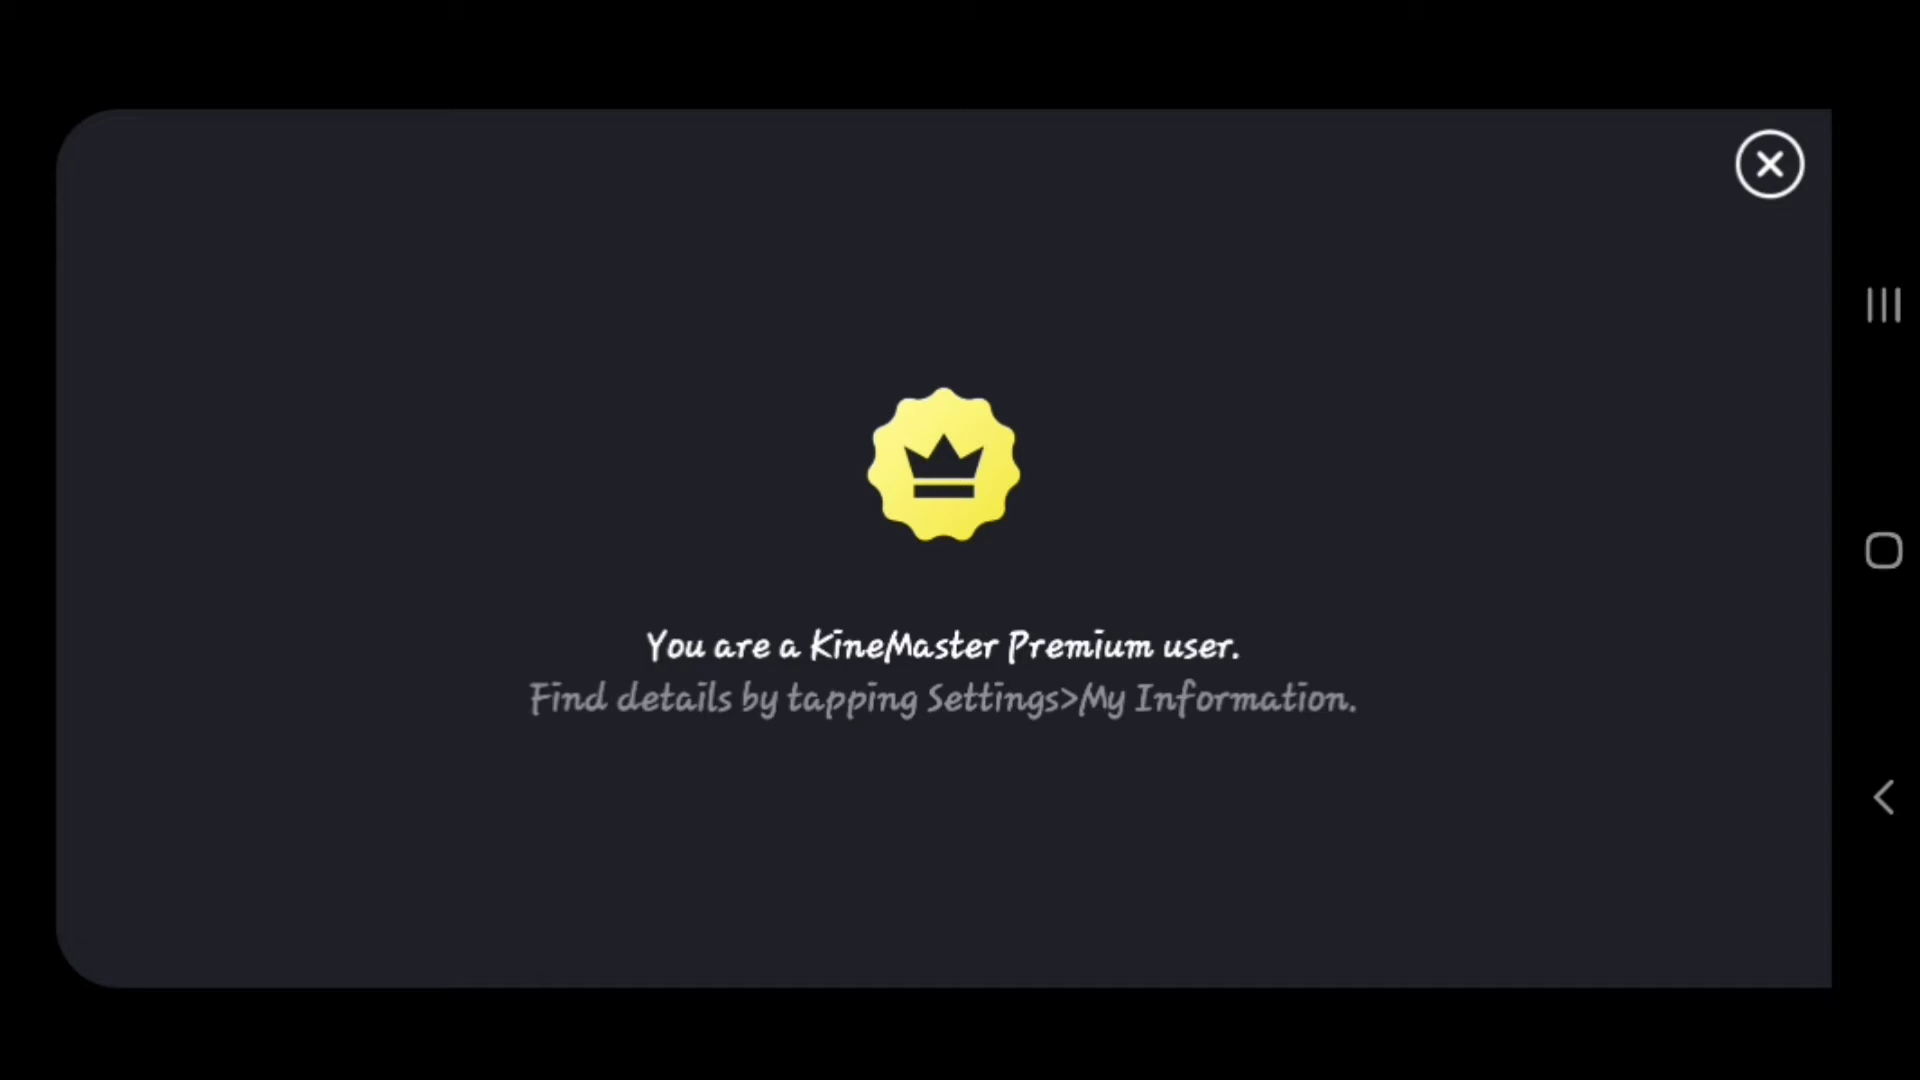 You are a KineMaster Premium user.
Find details by tapping Settings>My Information.